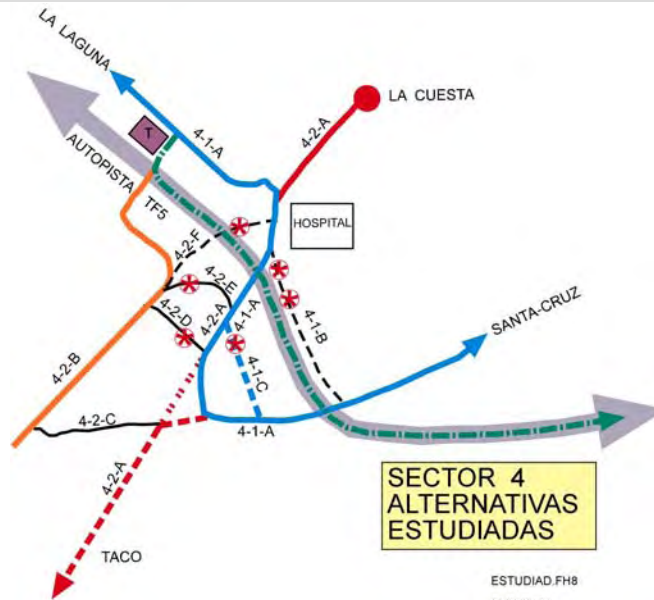 LA LAGUNA
LA CUESTA
T
4-1-A
4-2-A
AUTOPISTA TF5
HOSPITAL
4-2-F
4-2-E
4-2-D
4-2-A
4-1-A
4-1-B
SANTA-CRUZ
4-1-C
4-2-B
4-2-C
4-1-A
4-2-A
SECTOR 4
ALTERNATIVAS
ESTUDIADAS
TACO
ESTUDIAD.FH8